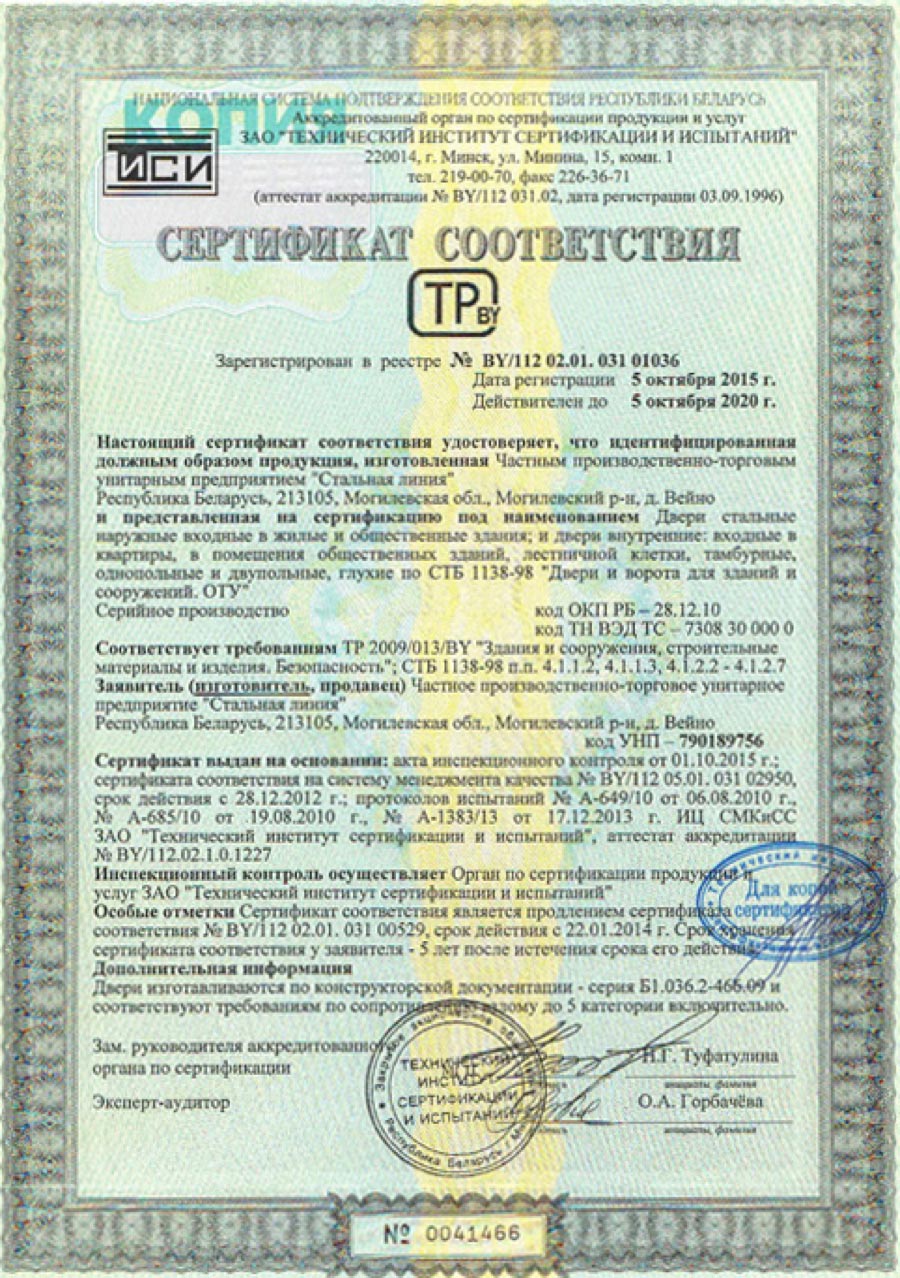 НАЦИОНАЛЬНАЯ СИСТЕМА ПОДТВЕРЖДЕНИЯ СООТВЕТСТВИЯ РЕСПУБЛИКИ БЕЛАРУСЬ
КОПИЯ
Аккредитованный орган по сертификации продукции и услуг
ЗАО "ТЕХНИЧЕСКИЙ ИНСТИТУТ СЕРТИФИКАЦИИ И ИСПЫТАНИЙ"
ТИСИ
220014, г. Минск, ул. Минина, 15, комн. 1
тел. 219-00-70, факс 226-36-71
(аттестат аккредитации № BY/112 031.02, дата регистрации 03.09.1996)
СЕРТИФИКАТ СООТВЕТСТВИЯ
ТР BY
Зарегистрирован в реестре № BY/112 02.01. 031 01036
Дата регистрации 5 октября 2015 г.
Действителен до 5 октября 2020 г.
Настоящий сертификат соответствия удостоверяет, что идентифицированная
должным образом продукция, изготовленная Частным производственно-торговым
унитарным предприятием "Стальная линия"
Республика Беларусь, 213105, Могилевская обл., Могилевский р-н, д. Вейно
и представленная на сертификацию под наименованием Двери стальные
наружные входные в жилые и общественные здания; и двери внутренние: входные в
квартиры, в помещения общественных зданий, лестничной клетки, тамбурные,
однопольные и двупольные, глухие по СТБ 1138-98 "Двери и ворота для зданий и
сооружений. ОТУ"
Серийное производство код ОКП РБ – 28.12.10
код ТН ВЭД ТС – 7308 30 000 0
Соответствует требованиям ТР 2009/013/BY "Здания и сооружения, строительные
материалы и изделия. Безопасность"; СТБ 1138-98 п.п. 4.1.1.2, 4.1.1.3, 4.1.2.2 - 4.1.2.7
Заявитель (изготовитель, продавец) Частное производственно-торговое унитарное
предприятие "Стальная линия"
Республика Беларусь, 213105, Могилевская обл., Могилевский р-н, д. Вейно
код УНП – 790189756
Сертификат выдан на основании: акта инспекционного контроля от 01.10.2015 г.;
сертификата соответствия на систему менеджмента качества № BY/112 05.01. 031 02950,
срок действия с 28.12.2012 г.; протоколов испытаний № А-649/10 от 06.08.2010 г.,
№ А-685/10 от 19.08.2010 г., № А-1383/13 от 17.12.2013 г. ИЦ СМКиСС
ЗАО "Технический институт сертификации и испытаний", аттестат аккредитации
№ BY/112.02.1.0.1227
Инспекционный контроль осуществляет Орган по сертификации продукции и
услуг ЗАО "Технический институт сертификации и испытаний"
Особые отметки Сертификат соответствия является продлением сертификата
соответствия № BY/112 02.01. 031 00529, срок действия с 22.01.2014 г. Срок хранения
сертификата соответствия у заявителя - 5 лет после истечения срока его действия.
Дополнительная информация
Двери изготавливаются по конструкторской документации - серия Б1.036.2-466.09 и
соответствуют требованиям по сопротивлению взлому до 5 категории включительно.
Для копий
сертификатов
Зам. руководителя аккредитованного
органа по сертификации
Н.Г. Туфатулина
инициалы, фамилия
Эксперт-аудитор
О.А. Горбачёва
инициалы, фамилия
ТЕХНИЧЕСКИЙ
ИНСТИТУТ
СЕРТИФИКАЦИИ
И ИСПЫТАНИЙ
Республика Беларусь г.
№ 0041466